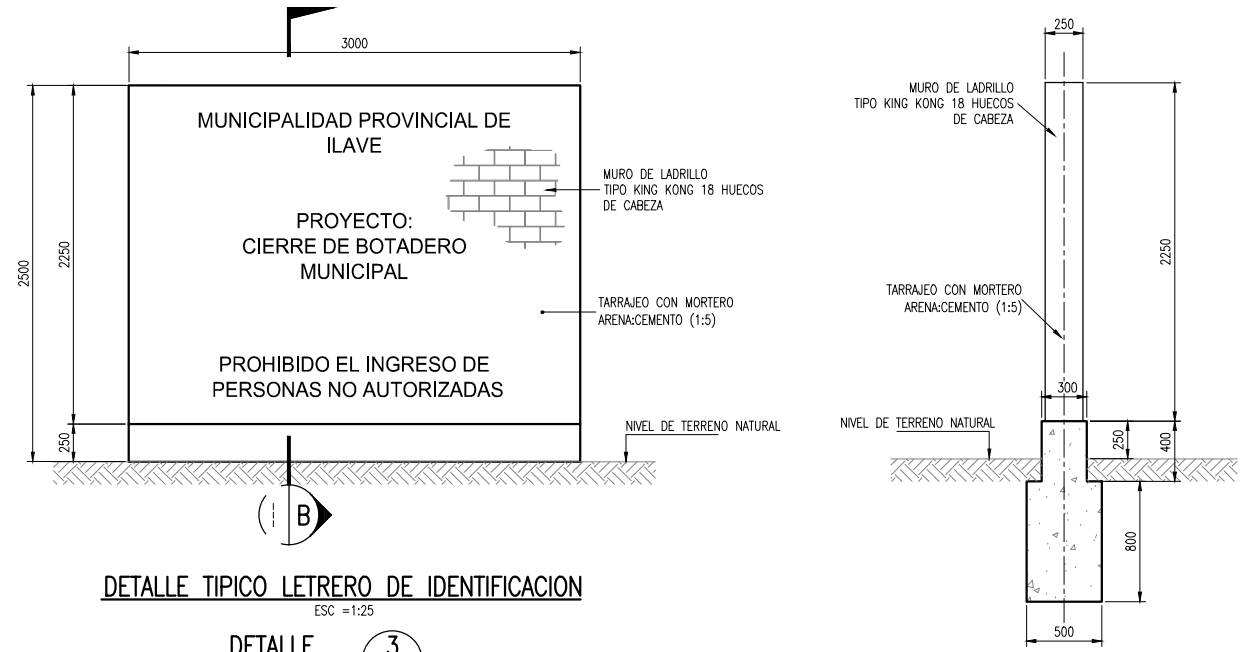 3000
2500
2250
250
MUNICIPALIDAD PROVINCIAL DE
ILAVE
PROYECTO:
CIERRE DE BOTADERO
MUNICIPAL
PROHIBIDO EL INGRESO DE
PERSONAS NO AUTORIZADAS
MURO DE LADRILLO
TIPO KING KONG 18 HUECOS
DE CABEZA
TARRAJEO CON MORTERO
ARENA:CEMENTO (1:5)
NIVEL DE TERRENO NATURAL
B
DETALLE TIPICO LETRERO DE IDENTIFICACION
ESC =1:25
DETALLE 3
250
MURO DE LADRILLO
TIPO KING KONG 18 HUECOS
DE CABEZA
2250
TARRAJEO CON MORTERO
ARENA:CEMENTO (1:5)
300
NIVEL DE TERRENO NATURAL
250
400
800
500